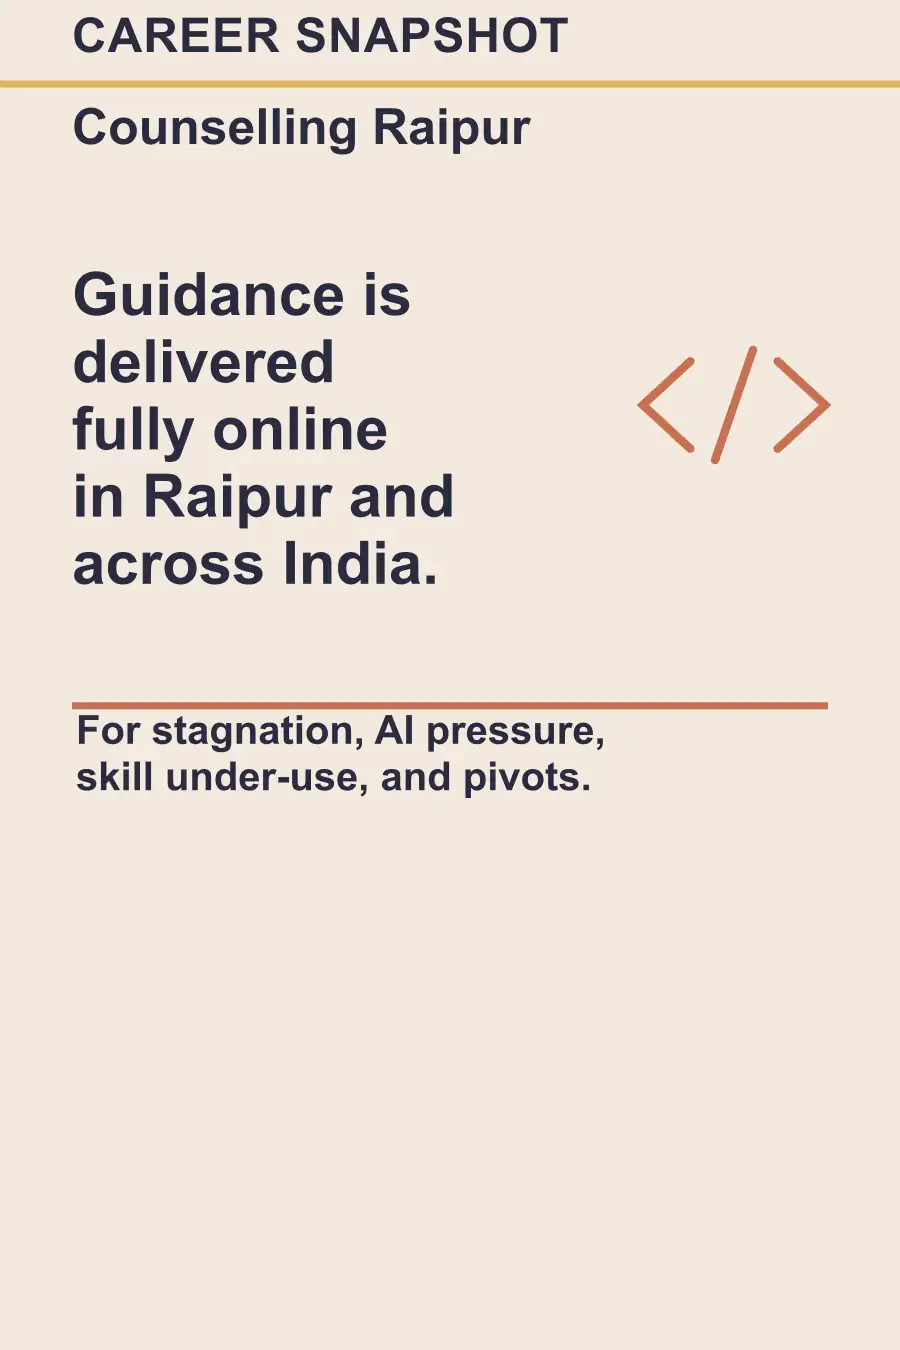 CAREER SNAPSHOT
Counselling Raipur
Guidance is
delivered
fully online
in Raipur and
across India.
For stagnation, AI pressure,
skill under-use, and pivots.